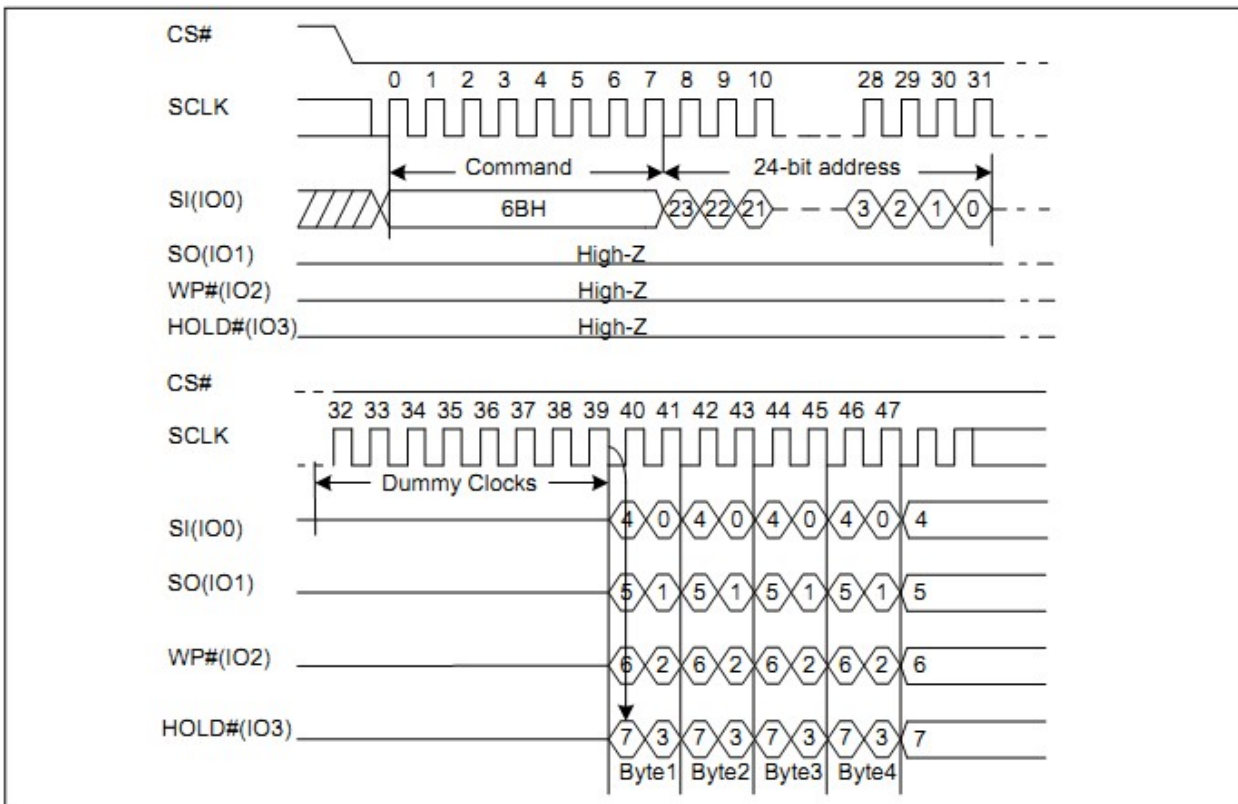 CS#
0 1 2 3 4 5 6 7 8 9 10 28 29 30 31
SCLK
Command 24-bit address
SI(IO0) 6BH 23 22 21 3 2 1 0
SO(IO1) High-Z
WP#(IO2) High-Z
HOLD#(IO3) High-Z
CS#
32 33 34 35 36 37 38 39 40 41 42 43 44 45 46 47
SCLK
Dummy Clocks
SI(IO0) 4 0 4 0 4 0 4 0 4
SO(IO1) 5 1 5 1 5 1 5 1 5
WP#(IO2) 6 2 6 2 6 2 6 2 6
HOLD#(IO3) 7 3 7 3 7 3 7 3 7
Byte1 Byte2 Byte3 Byte4